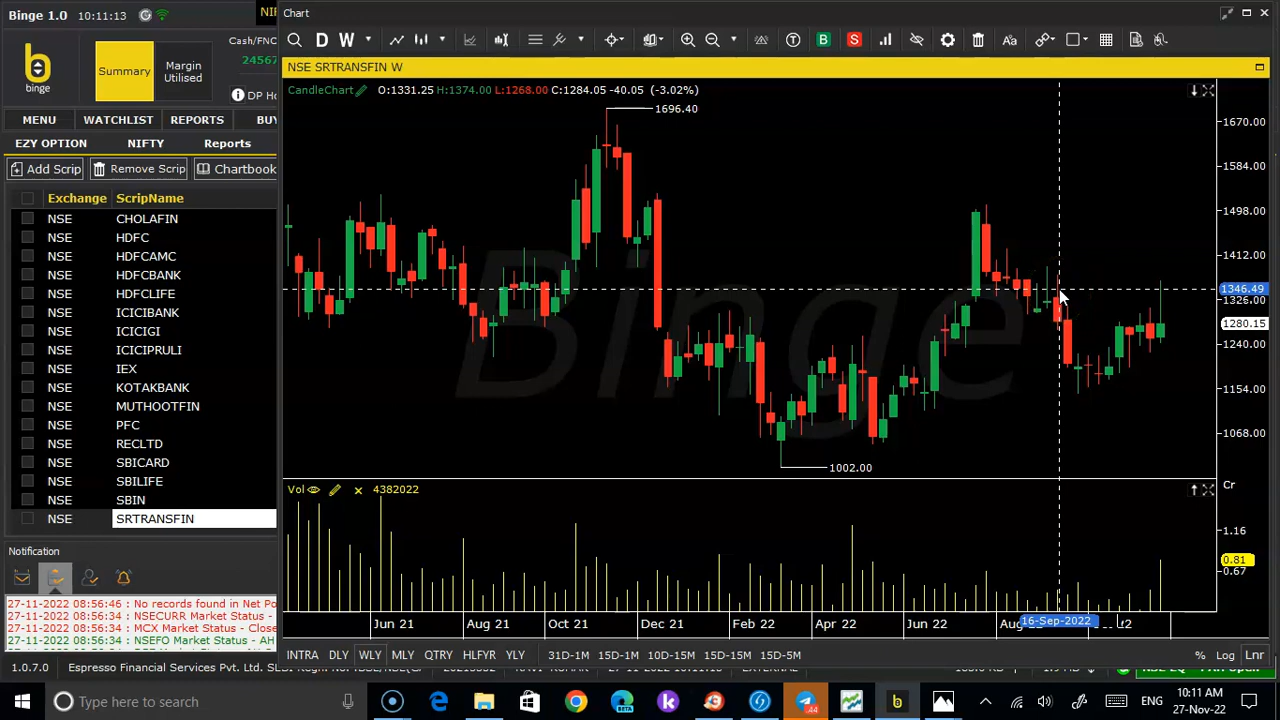 Binge 1.0 10:11:13
NIF
binge
Summary
Margin
Utilised
Cash/FNC
24567
DP Ho
MENU WATCHLIST REPORTS BUY
EZY OPTION NIFTY Reports
Add Scrip Remove Scrip Chartbook
Exchange ScripName
NSE CHOLAFIN
NSE HDFC
NSE HDFCAMC
NSE HDFCBANK
NSE HDFCLIFE
NSE ICICIBANK
NSE ICICIGI
NSE ICICIPRULI
NSE IEX
NSE KOTAKBANK
NSE MUTHOOTFIN
NSE PFC
NSE RECLTD
NSE SBICARD
NSE SBILIFE
NSE SBIN
NSE SRTRANSFIN
Notification
27-11-2022 08:56:46 : No records found in Net Po
27-11-2022 08:56:34 : NSECURR Market Status -
27-11-2022 08:56:34 : MCX Market Status - Close
27-11-2022 08:56:34 : NSEFO Market Status - AH
Chart
D W T B S Aa
NSE SRTRANSFIN W
CandleChart O:1331.25 H:1374.00 L:1268.00 C:1284.05 -40.05 (-3.02%)
1696.40
1002.00
Binge
1670.00
1584.00
1498.00
1412.00
1346.49
1326.00
1280.15
1240.00
1154.00
1068.00
Vol 4382022
Cr
1.16
0.81
0.67
Jun 21 Aug 21 Oct 21 Dec 21 Feb 22 Apr 22 Jun 22 16-Sep-2022
INTRA DLY WLY MLY QTRY HLFYR YLY 31D-1M 15D-1M 10D-15M 15D-15M 15D-5M % Log Lnr
1.0.7.0 Espresso Financial Services Pvt. Ltd.
Type here to search
44
ENG
10:11 AM
27-Nov-22